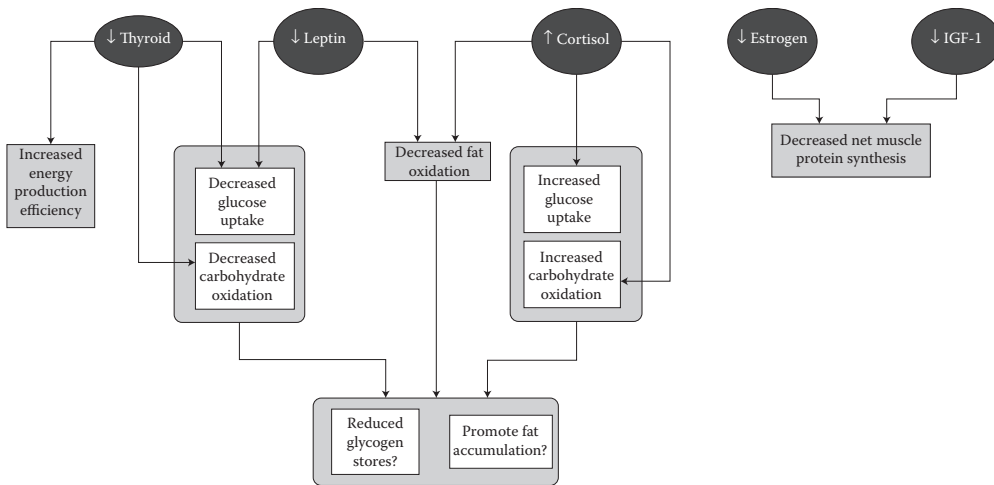 ↓ Thyroid
↓ Leptin
↑ Cortisol
↓ Estrogen
↓ IGF-1
Increased
energy
production
efficiency
Decreased
glucose
uptake
Decreased
carbohydrate
oxidation
Decreased fat
oxidation
Increased
glucose
uptake
Increased
carbohydrate
oxidation
Decreased net muscle
protein synthesis
Reduced
glycogen
stores?
Promote fat
accumulation?